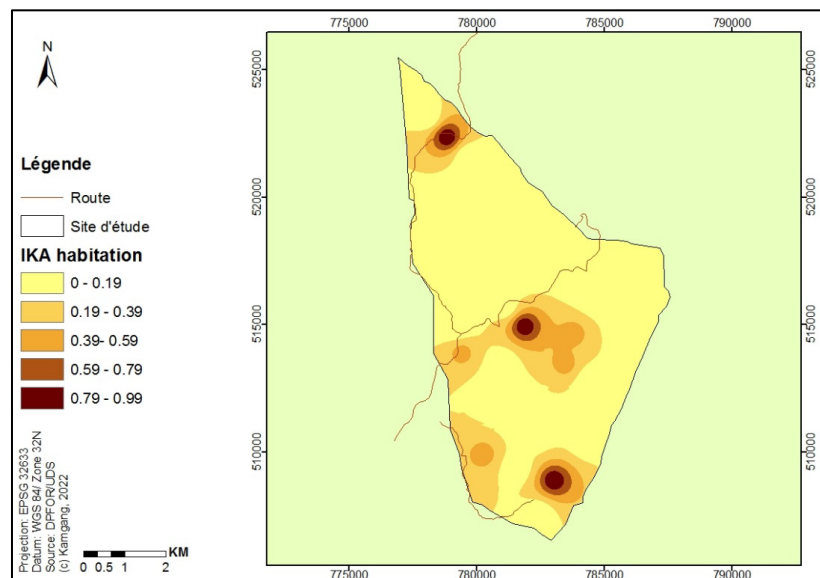 775000 780000 785000 790000
N
525000 525000
Légende
Route
Site d'étude
IKA habitation
0 - 0.19
0.19 - 0.39
0.39- 0.59
0.59 - 0.79
0.79 - 0.99
520000 520000
515000 515000
510000 510000
Projection: EPSG 32633
Datum: WGS 84/ Zone 32N
Source: DPFOR/UDS
(c) Kamgang, 2022
KM
0 0.5 1 2
775000 780000 785000 790000